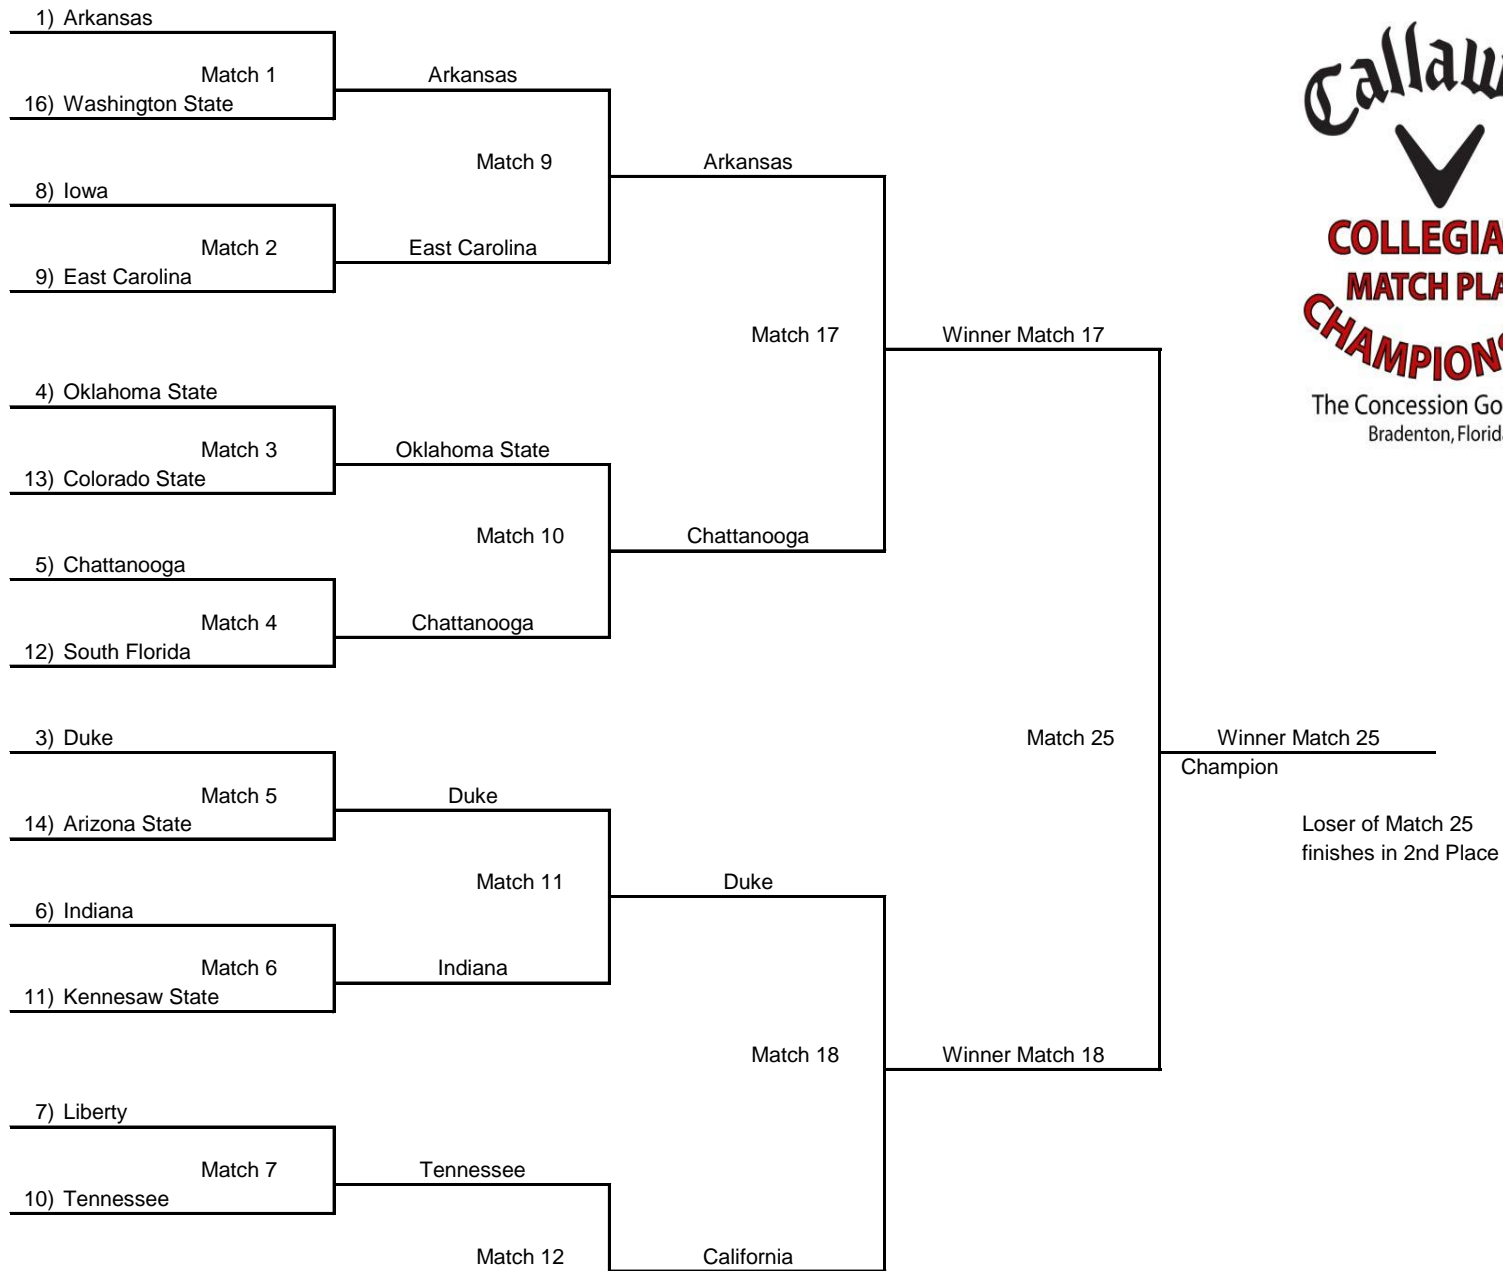 1) Arkansas
Match 1
Arkansas
16) Washington State
Match 9
Arkansas
8) Iowa
Match 2
East Carolina
9) East Carolina
Match 17
Winner Match 17
4) Oklahoma State
Match 3
Oklahoma State
13) Colorado State
Match 10
Chattanooga
5) Chattanooga
Match 4
Chattanooga
12) South Florida
3) Duke
Match 25
Winner Match 25
Champion
Match 5
Duke
14) Arizona State
Loser of Match 25
finishes in 2nd Place
Match 11
Duke
6) Indiana
Match 6
Indiana
11) Kennesaw State
Match 18
Winner Match 18
7) Liberty
Match 7
Tennessee
10) Tennessee
Match 12
California
Callaw
COLLEGIA
MATCH PLA
CHAMPIONS
The Concession Go
Bradenton, Florida